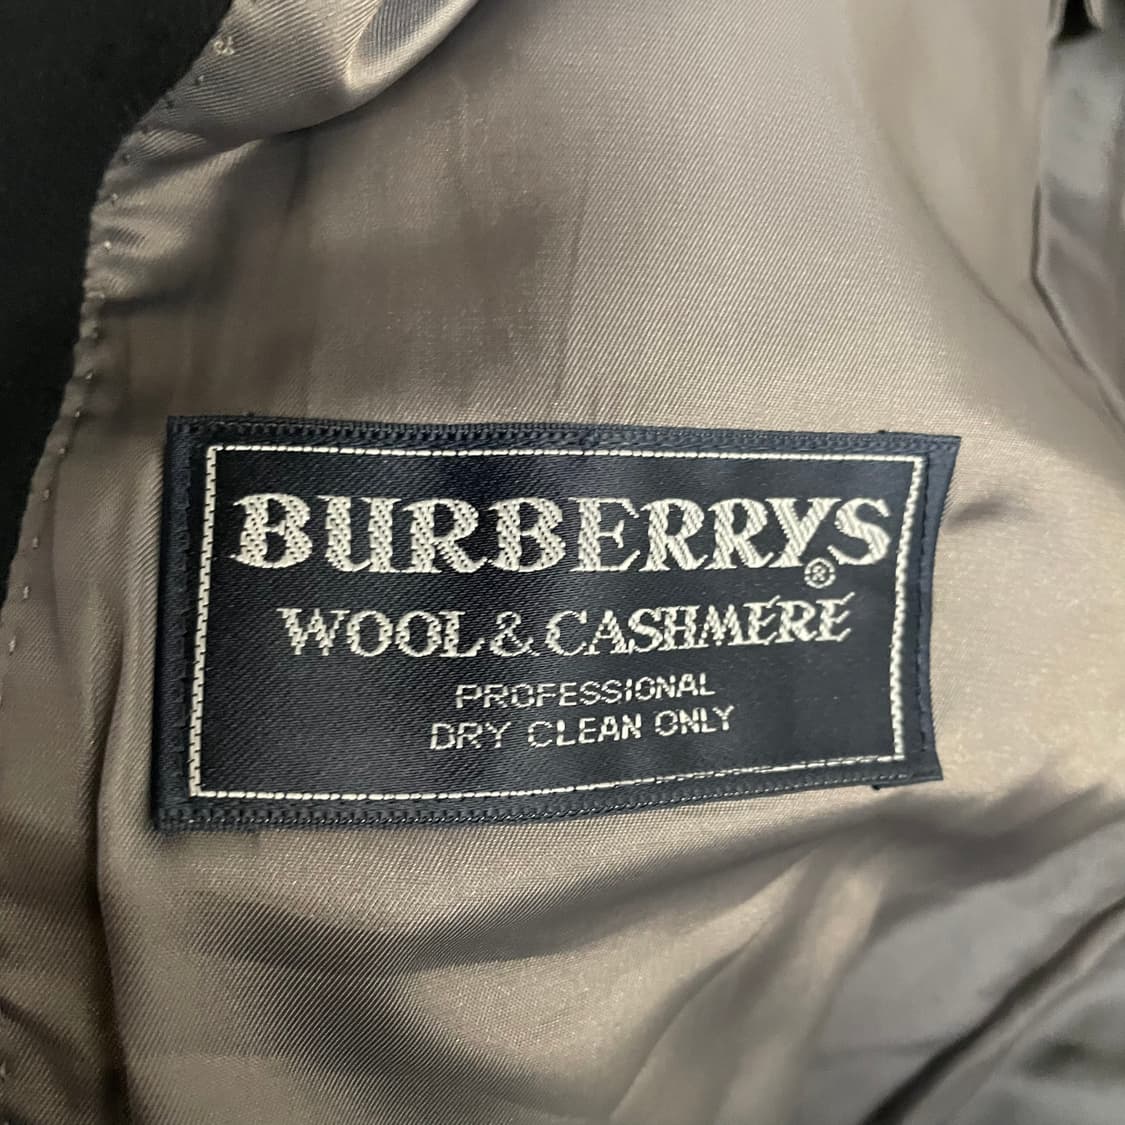 BURBERRYS
®
WOOL & CASHMERE
PROFESSIONAL
DRY CLEAN ONLY